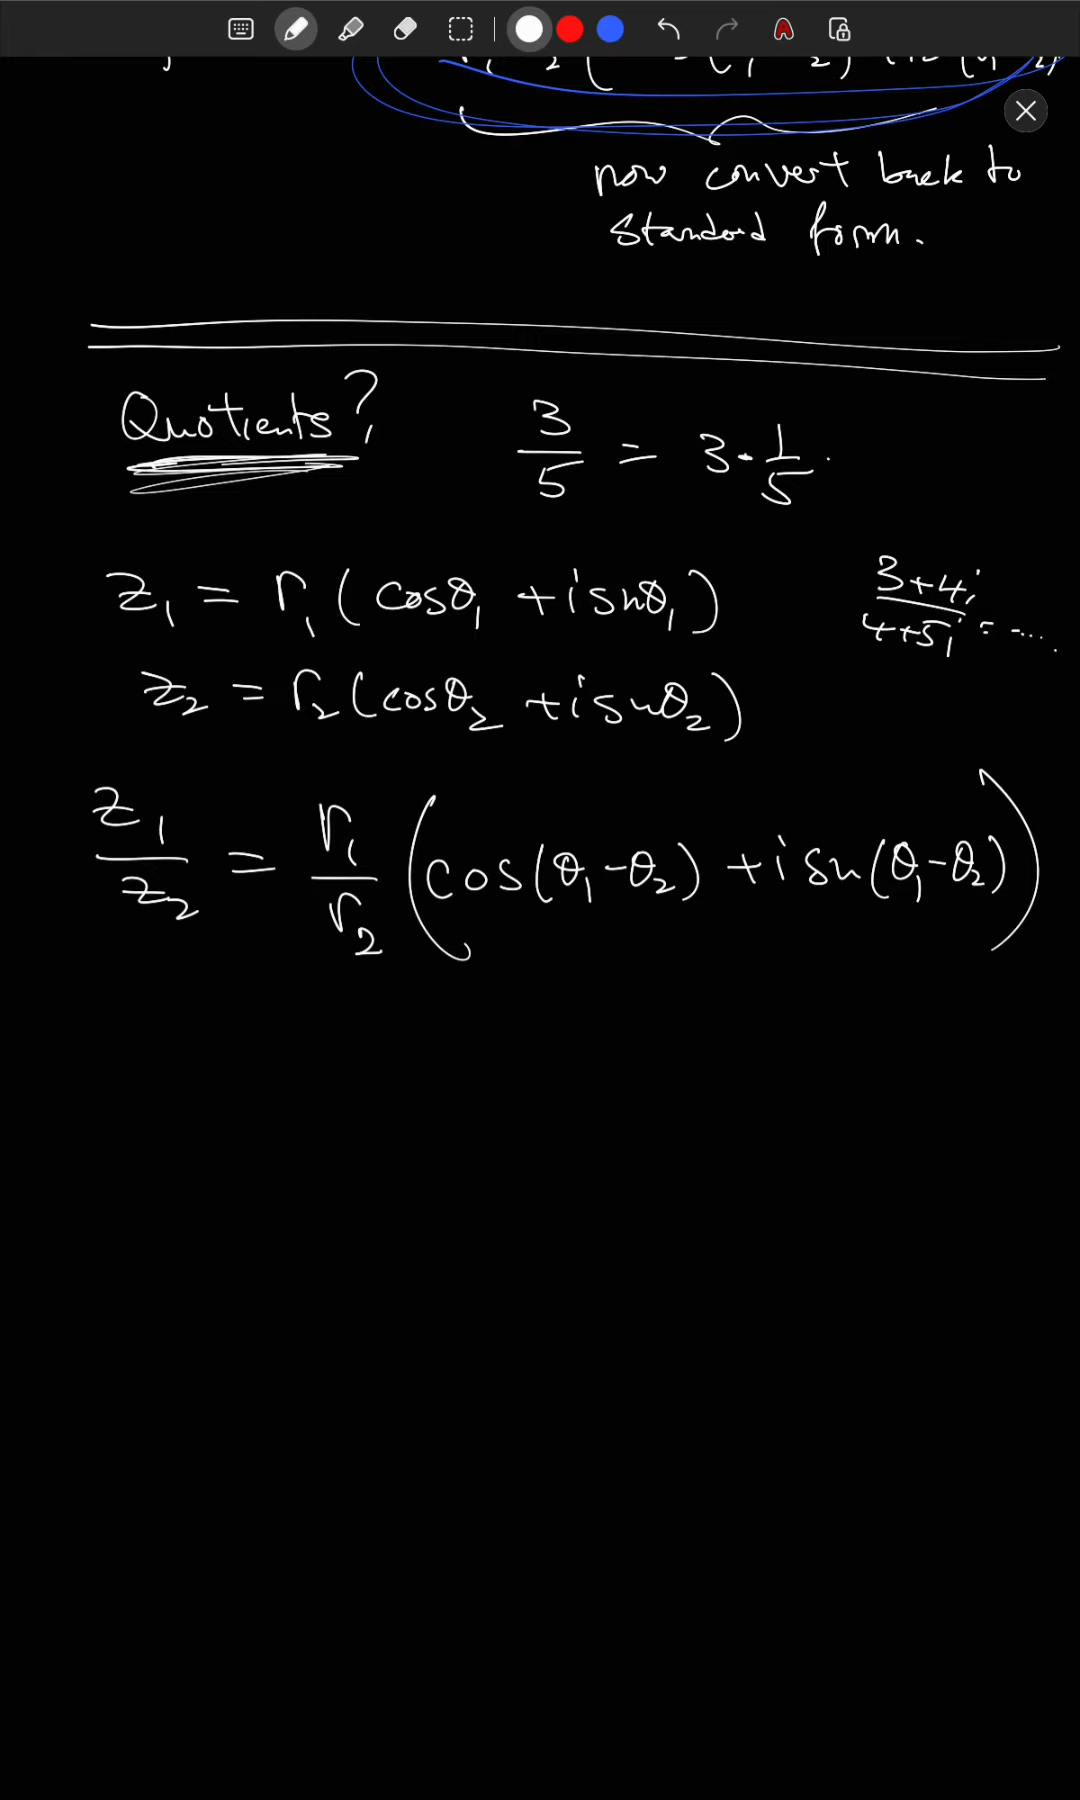 now convert back to
standard form.
Quotients?
3/5 = 3 · 1/5
z₁ = r₁ (cosθ₁ + i sinθ₁)
3+4i/4+5i = ....
z₂ = r₂ (cosθ₂ + i sinθ₂)
z₁/z₂ = r₁/r₂ (cos(θ₁-θ₂) + i sin(θ₁-θ₂))